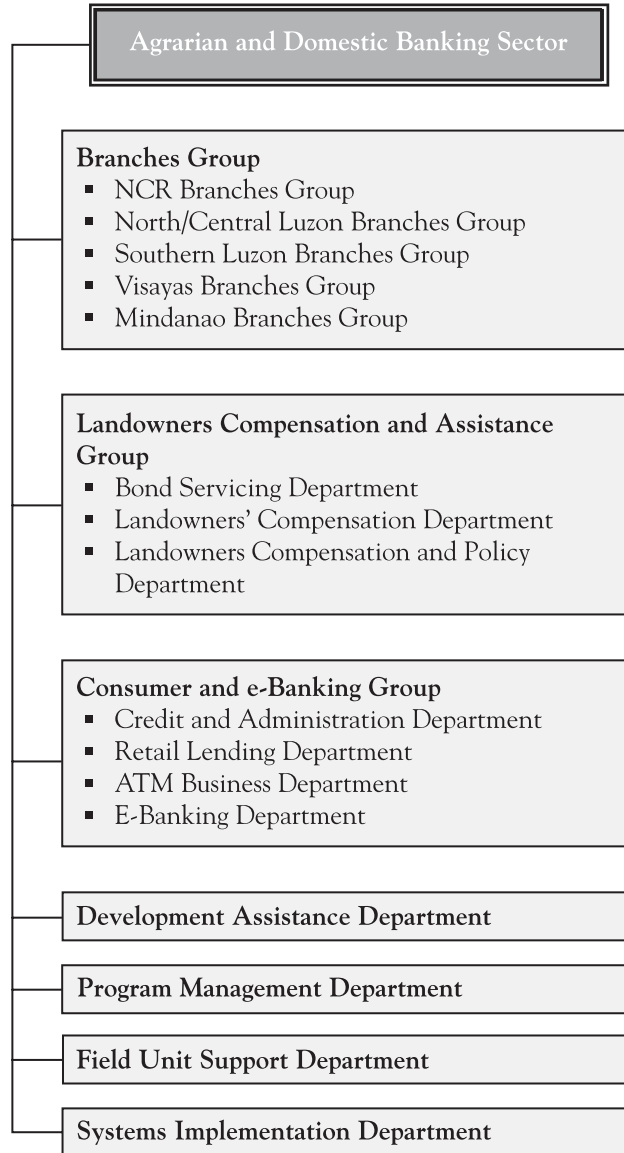 Agrarian and Domestic Banking Sector
Branches Group
▪ NCR Branches Group
▪ North/Central Luzon Branches Group
▪ Southern Luzon Branches Group
▪ Visayas Branches Group
▪ Mindanao Branches Group
Landowners Compensation and Assistance
Group
▪ Bond Servicing Department
▪ Landowners’ Compensation Department
▪ Landowners Compensation and Policy
Department
Consumer and e-Banking Group
▪ Credit and Administration Department
▪ Retail Lending Department
▪ ATM Business Department
▪ E-Banking Department
Development Assistance Department
Program Management Department
Field Unit Support Department
Systems Implementation Department